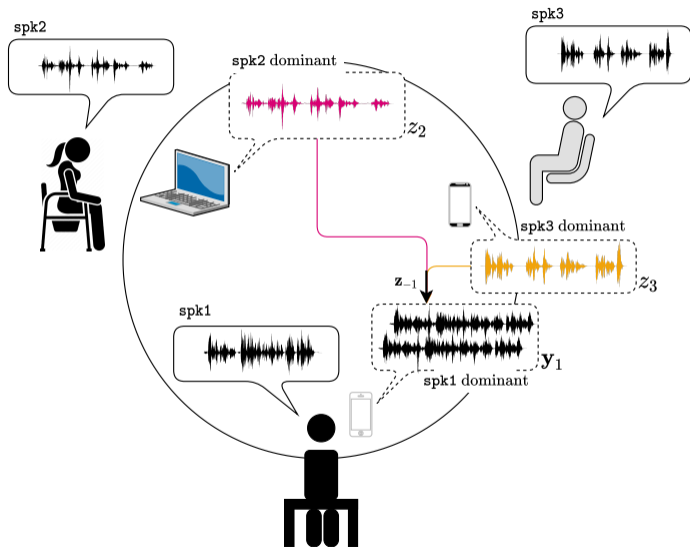 spk2
spk3
spk2 dominant
z₂
spk3 dominant
z₃
z₋₁
spk1
y₁
spk1 dominant